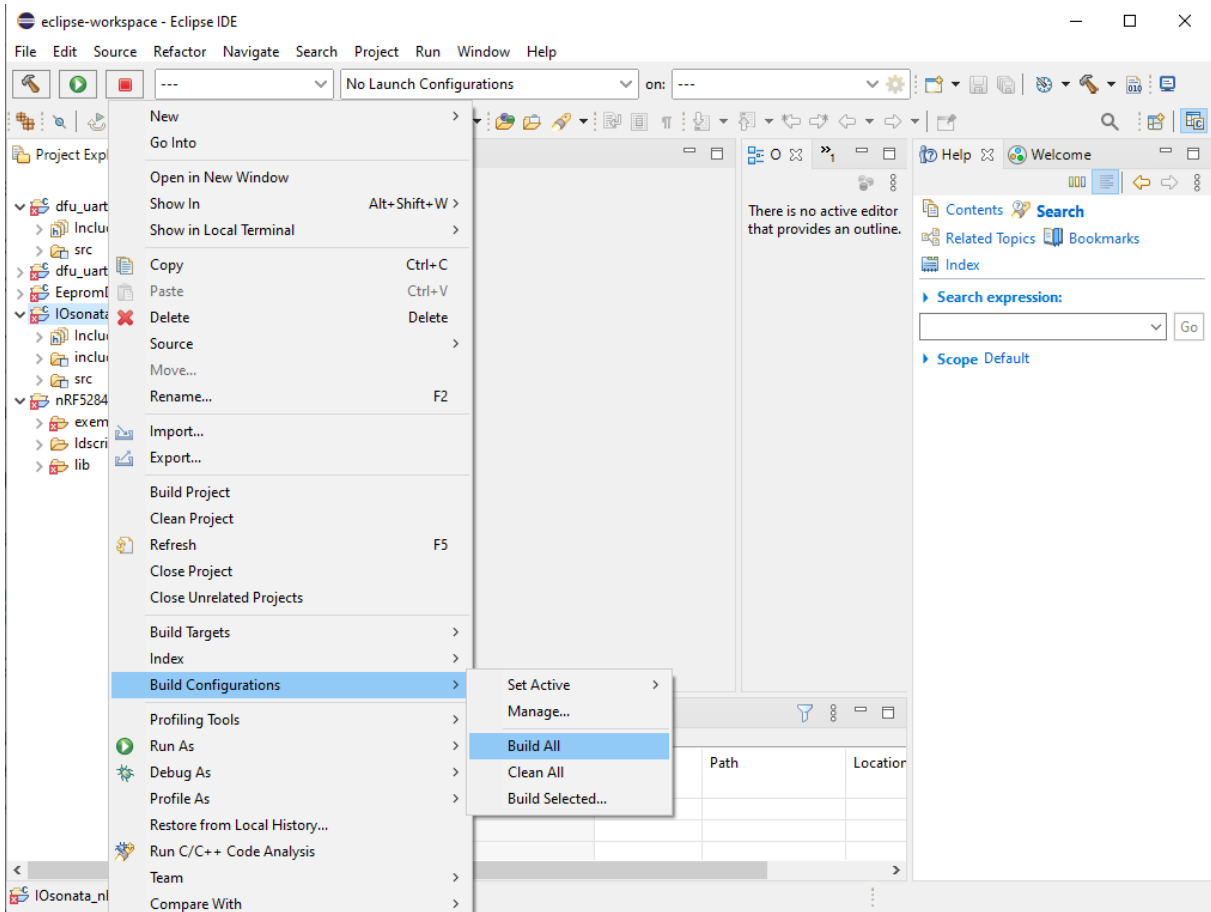 eclipse-workspace - Eclipse IDE
File Edit Source Refactor Navigate Search Project Run Window Help
--- No Launch Configurations on: ---
Project Expl
dfu_uart
Inclu
src
dfu_uart
Eeprom
IOsonata
Inclu
inclu
src
nRF5284
exem
ldscri
lib
New
Go Into
Open in New Window
Show In Alt+Shift+W
Show in Local Terminal
Copy Ctrl+C
Paste Ctrl+V
Delete Delete
Source
Move...
Rename... F2
Import...
Export...
Build Project
Clean Project
Refresh F5
Close Project
Close Unrelated Projects
Build Targets
Index
Build Configurations
Profiling Tools
Run As
Debug As
Profile As
Restore from Local History...
Run C/C++ Code Analysis
Team
Compare With
Set Active
Manage...
Build All
Clean All
Build Selected...
O
1
There is no active editor
that provides an outline.
Path Location
Help Welcome
Contents Search
Related Topics Bookmarks
Index
Search expression:
Go
Scope Default
IOsonata_n